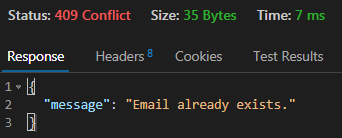 Status: 409 Conflict Size: 35 Bytes Time: 7 ms
Response Headers 8 Cookies Test Results
1 {
2 "message": "Email already exists."
3 }